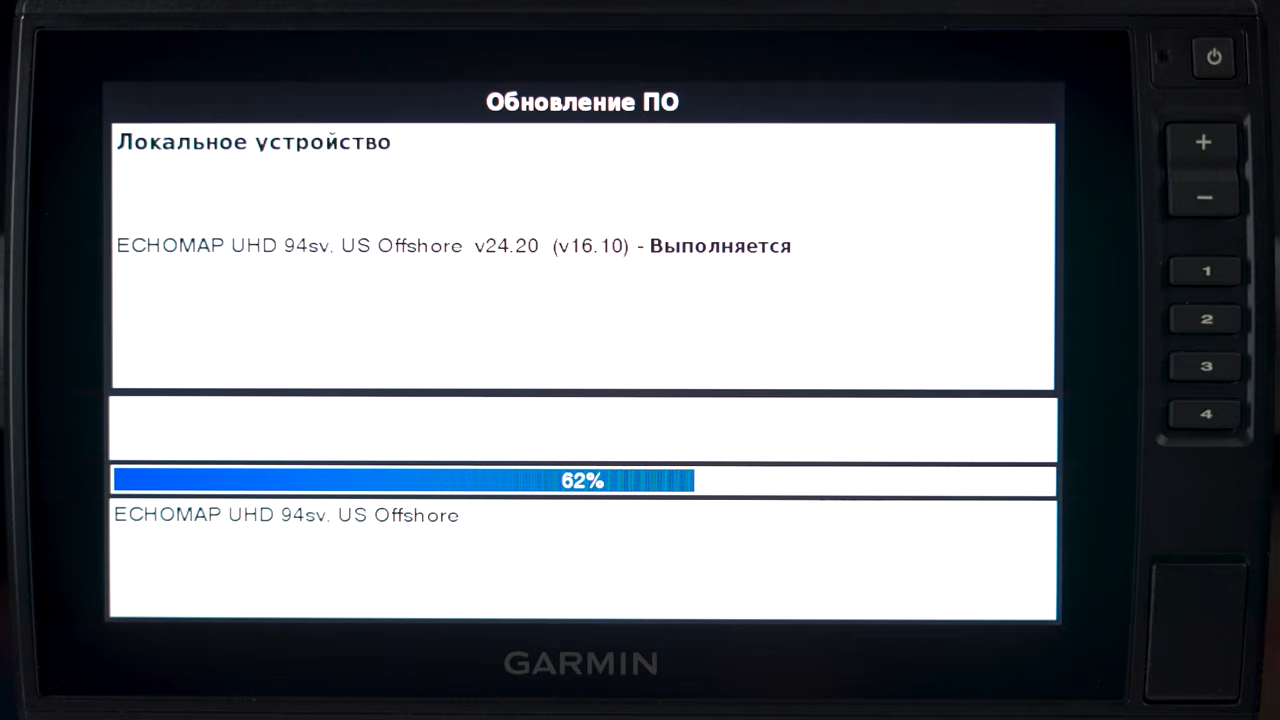 Обновление ПО
Локальное устройство
ECHOMAP UHD 94sv, US Offshore v24.20 (v16.10) - Выполняется
62%
ECHOMAP UHD 94sv, US Offshore
GARMIN
+
−
1
2
3
4